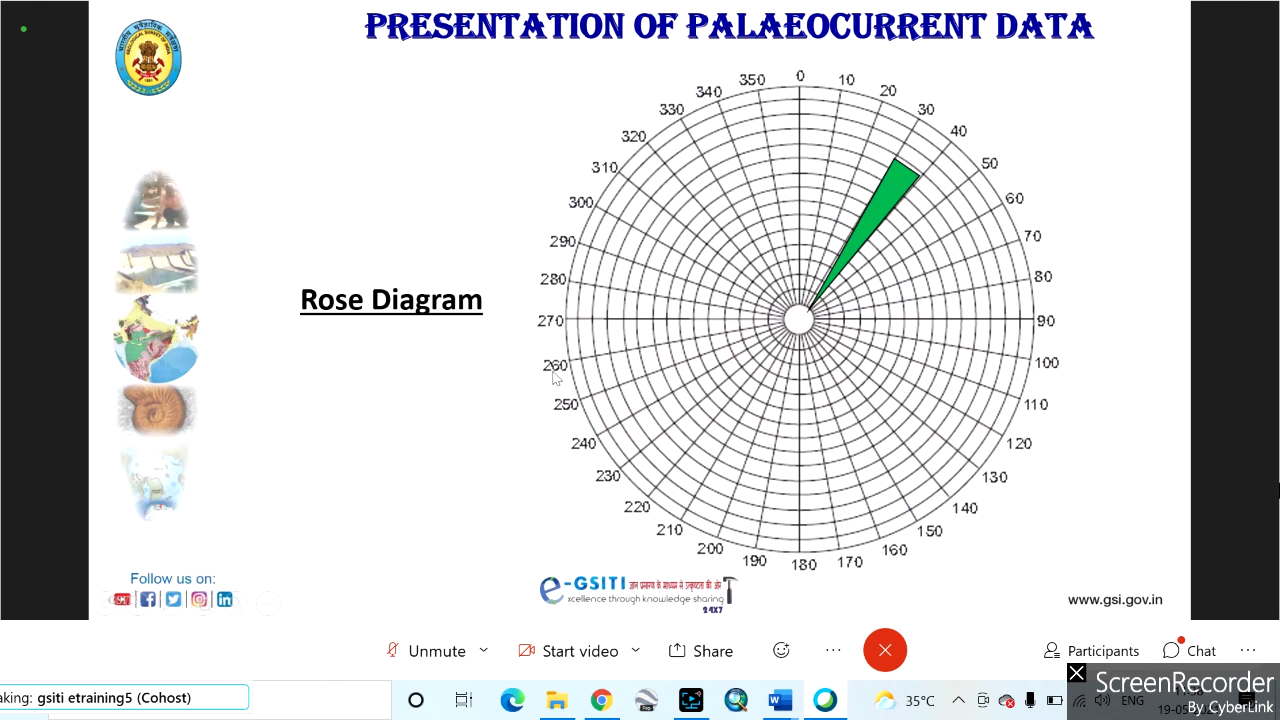 PRESENTATION OF PALAEOCURRENT DATA
Rose Diagram
0
10
20
30
40
50
60
70
80
90
100
110
120
130
140
150
160
170
180
190
200
210
220
230
240
250
260
270
280
290
300
310
320
330
340
350
Follow us on:
e-GSITI
xcellence through knowledge sharing
24X7
www.gsi.gov.in
Unmute
Start video
Share
Participants
Chat
aking: gsiti etraining5 (Cohost)
35°C
ENG
ScreenRecorder
By CyberLink